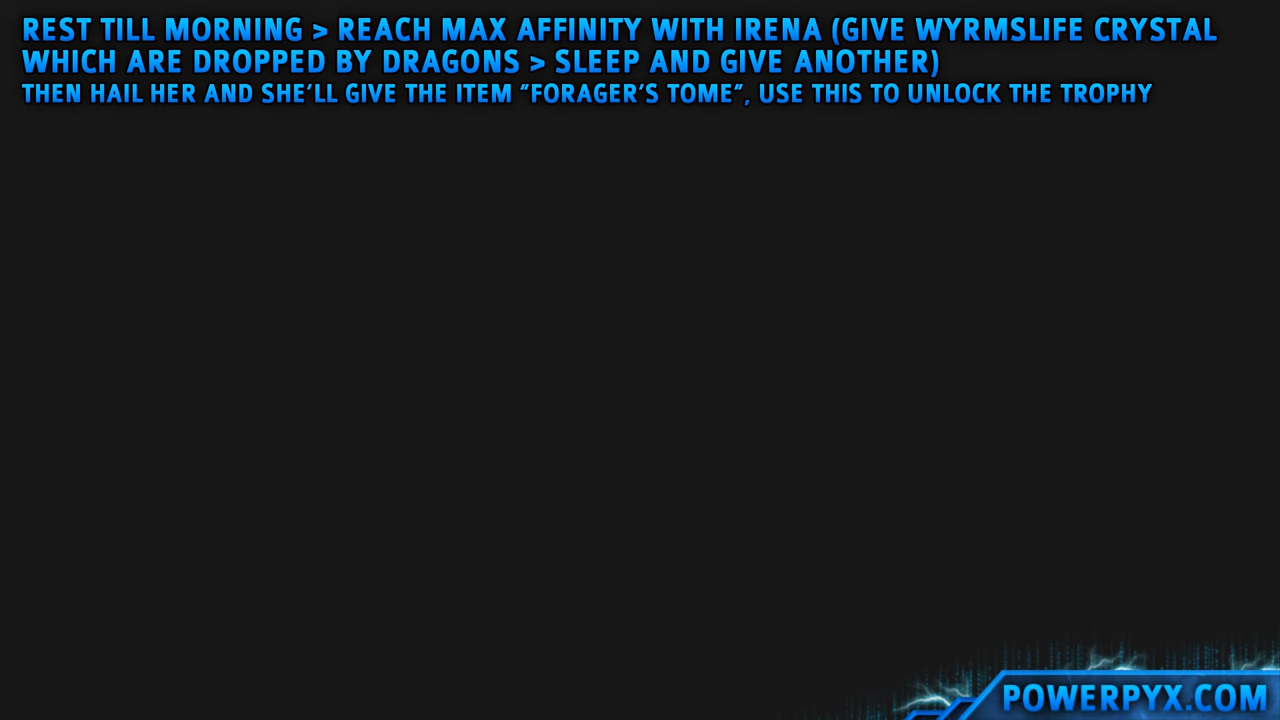 REST TILL MORNING > REACH MAX AFFINITY WITH IRENA (GIVE WYRMSLIFE CRYSTAL
WHICH ARE DROPPED BY DRAGONS > SLEEP AND GIVE ANOTHER)
THEN HAIL HER AND SHE'LL GIVE THE ITEM "FORAGER'S TOME", USE THIS TO UNLOCK THE TROPHY
POWERPYX.COM